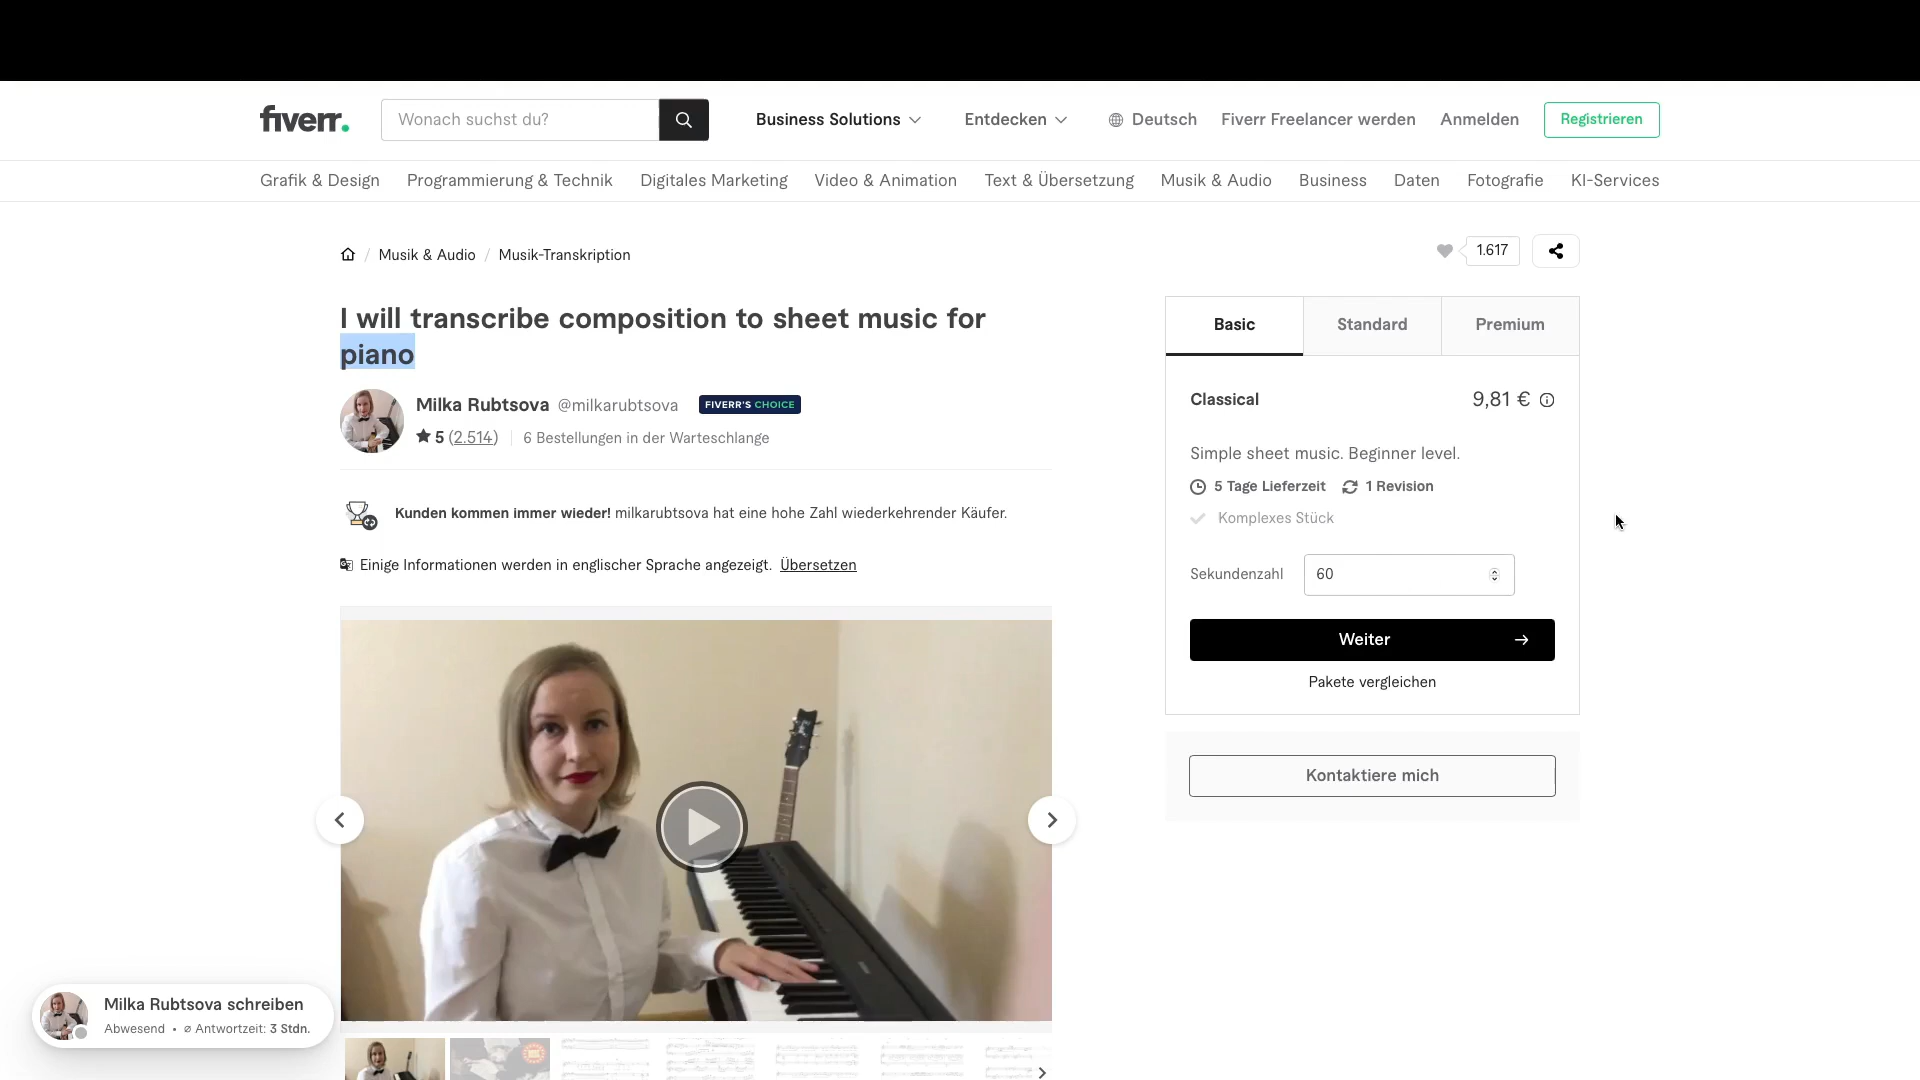 fiverr.
Wonach suchst du?
Business Solutions
Entdecken
Deutsch
Fiverr Freelancer werden
Anmelden
Registrieren
Grafik & Design
Programmierung & Technik
Digitales Marketing
Video & Animation
Text & Übersetzung
Musik & Audio
Business
Daten
Fotografie
KI-Services
/ Musik & Audio / Musik-Transkription
1.617
I will transcribe composition to sheet music for
piano
Milka Rubtsova @milkarubtsova FIVERR'S CHOICE
5 (2.514) 6 Bestellungen in der Warteschlange
Kunden kommen immer wieder! milkarubtsova hat eine hohe Zahl wiederkehrender Käufer.
Einige Informationen werden in englischer Sprache angezeigt. Übersetzen
Basic
Standard
Premium
Classical 9,81 €
Simple sheet music. Beginner level.
5 Tage Lieferzeit 1 Revision
Komplexes Stück
Sekundenzahl 60
Weiter
Pakete vergleichen
Kontaktiere mich
Milka Rubtsova schreiben
Abwesend • ⌀ Antwortzeit: 3 Stdn.